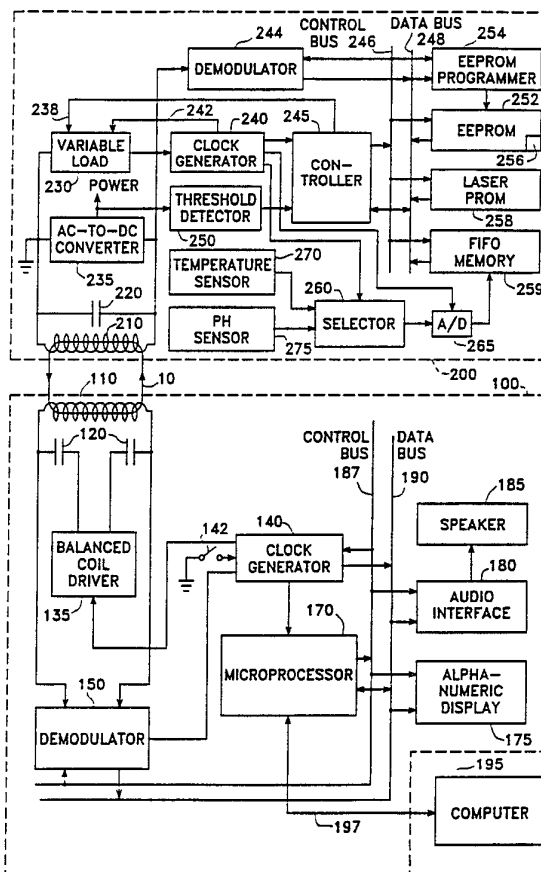 244
CONTROL
BUS 246
DATA BUS
248
254
DEMODULATOR
EEPROM
PROGRAMMER
238
242
240
245
252
VARIABLE
LOAD
230
CLOCK
GENERATOR
CON-
TROLLER
EEPROM
256
POWER
THRESHOLD
DETECTOR
250
LASER
PROM
258
AC-TO-DC
CONVERTER
235
270
TEMPERATURE
SENSOR
FIFO
MEMORY
259
220
210
260
SELECTOR
A/D
265
PH
SENSOR
275
200
110
10
100
120
CONTROL
BUS
187
DATA
BUS
190
185
SPEAKER
142
140
CLOCK
GENERATOR
180
AUDIO
INTERFACE
BALANCED
COIL
DRIVER
135
170
MICROPROCESSOR
ALPHA-
NUMERIC
DISPLAY
175
150
DEMODULATOR
195
COMPUTER
197